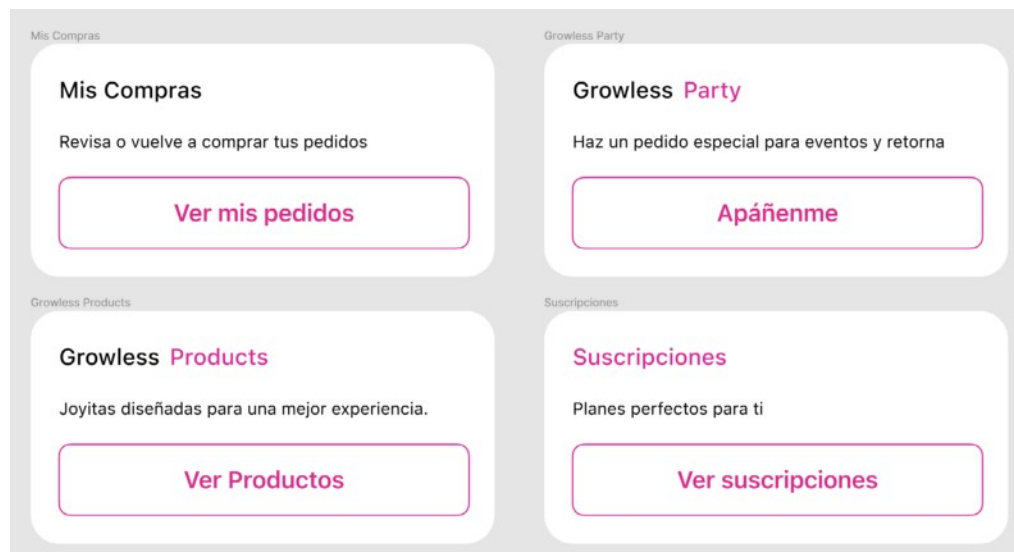 Mis Compras
Mis Compras
Revisa o vuelve a comprar tus pedidos
Ver mis pedidos
Growless Party
Growless Party
Haz un pedido especial para eventos y retorna
Apáñenme
Growless Products
Growless Products
Joyitas diseñadas para una mejor experiencia.
Ver Productos
Suscripciones
Suscripciones
Planes perfectos para ti
Ver suscripciones